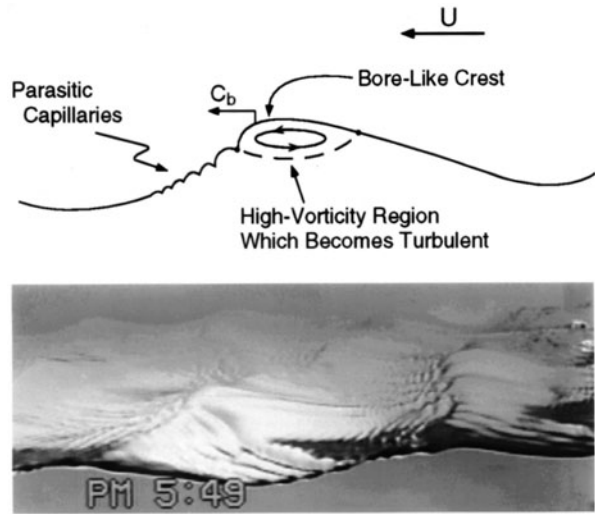 U
Bore-Like Crest
C_b
Parasitic
Capillaries
High-Vorticity Region
Which Becomes Turbulent
PM 5:49